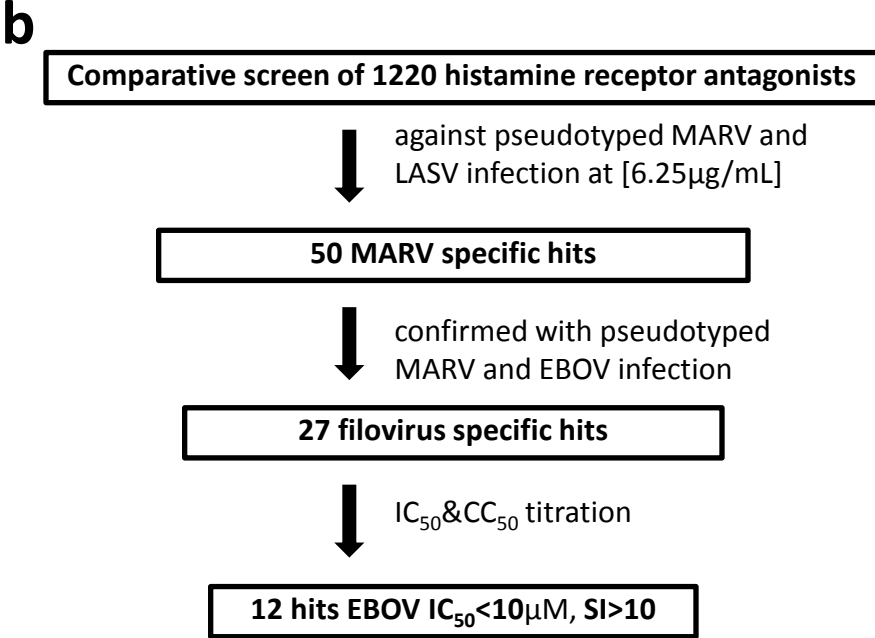 b
Comparative screen of 1220 histamine receptor antagonists
against pseudotyped MARV and
LASV infection at [6.25µg/mL]
50 MARV specific hits
confirmed with pseudotyped
MARV and EBOV infection
27 filovirus specific hits
IC₅₀&CC₅₀ titration
12 hits EBOV IC₅₀<10µM, SI>10